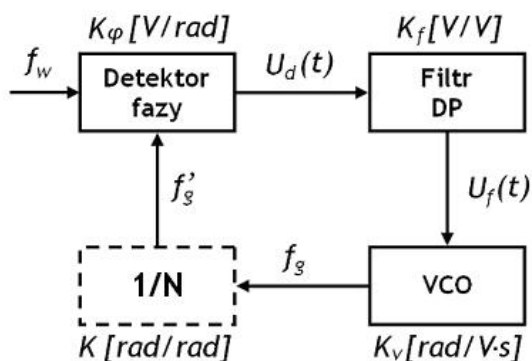 Kφ [V/rad]
Kf [V/V]
fw
Detektor
fazy
Ud(t)
Filtr
DP
f'g
Uf(t)
1/N
fg
VCO
K [rad/rad]
Kv [rad/V·s]